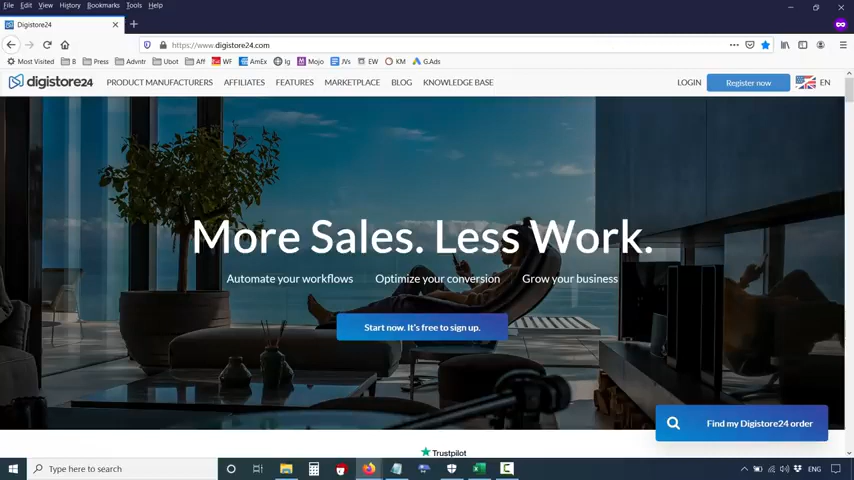 File Edit View History Bookmarks Tools Help
Digistore24
https://www.digistore24.com
Most Visited B Press Advntr Ubot Aff WF AmEx Ig Mojo JVs EW KM G.Ads
digistore24 PRODUCT MANUFACTURERS AFFILIATES FEATURES MARKETPLACE BLOG KNOWLEDGE BASE LOGIN Register now EN
More Sales. Less Work.
Automate your workflows Optimize your conversion Grow your business
Start now. It's free to sign up.
Find my Digistore24 order
Trustpilot
Type here to search
ENG